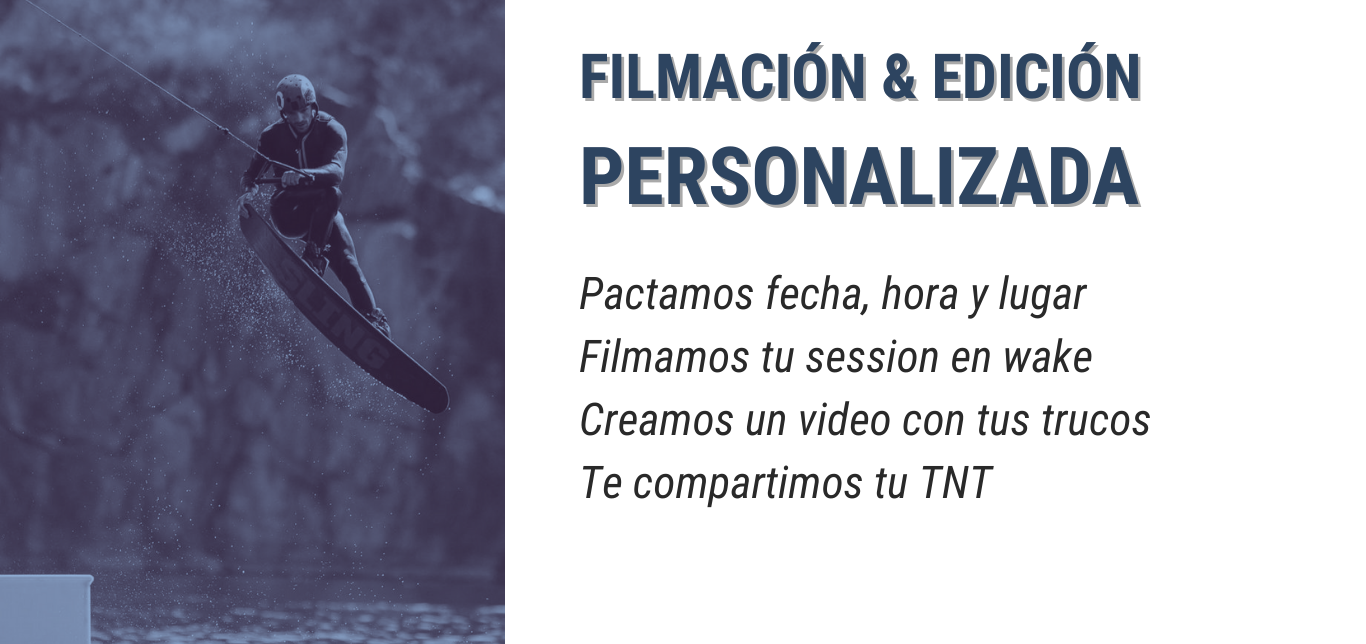 FILMACIÓN & EDICIÓN
PERSONALIZADA
Pactamos fecha, hora y lugar
Filmamos tu session en wake
Creamos un video con tus trucos
Te compartimos tu TNT
SLING